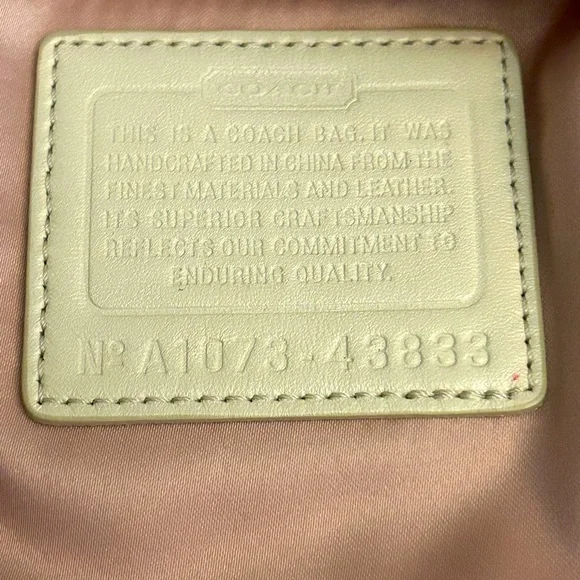 COACH
THIS IS A COACH BAG. IT WAS
HANDCRAFTED IN CHINA FROM THE
FINEST MATERIALS AND LEATHER.
IT'S SUPERIOR CRAFTSMANSHIP
REFLECTS OUR COMMITMENT TO
ENDURING QUALITY.
Nº A1073-43833